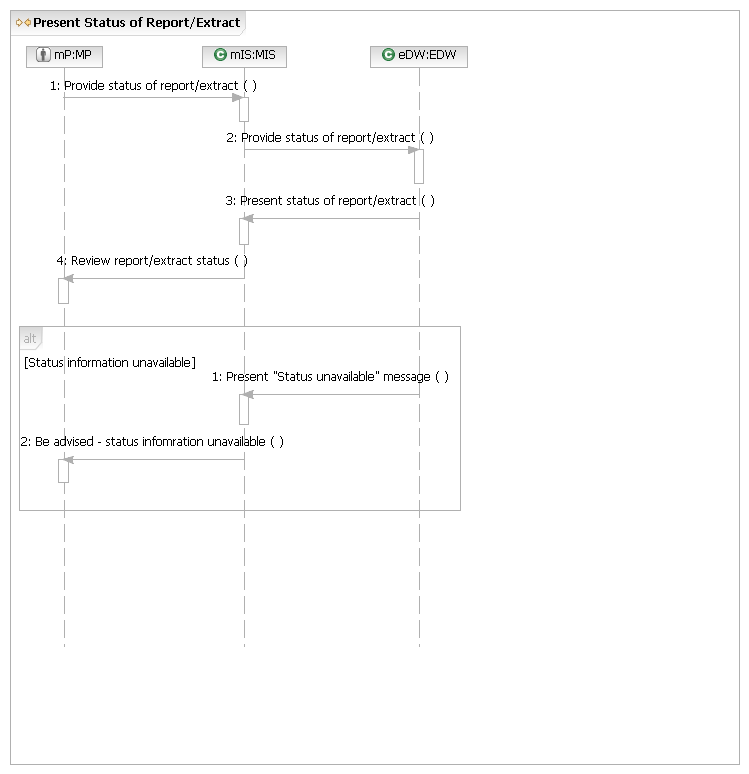 Present Status of Report/Extract
mP:MP
mIS:MIS
eDW:EDW
1: Provide status of report/extract ( )
2: Provide status of report/extract ( )
3: Present status of report/extract ( )
4: Review report/extract status ( )
alt
[Status information unavailable]
1: Present "Status unavailable" message ( )
2: Be advised - status infomration unavailable ( )